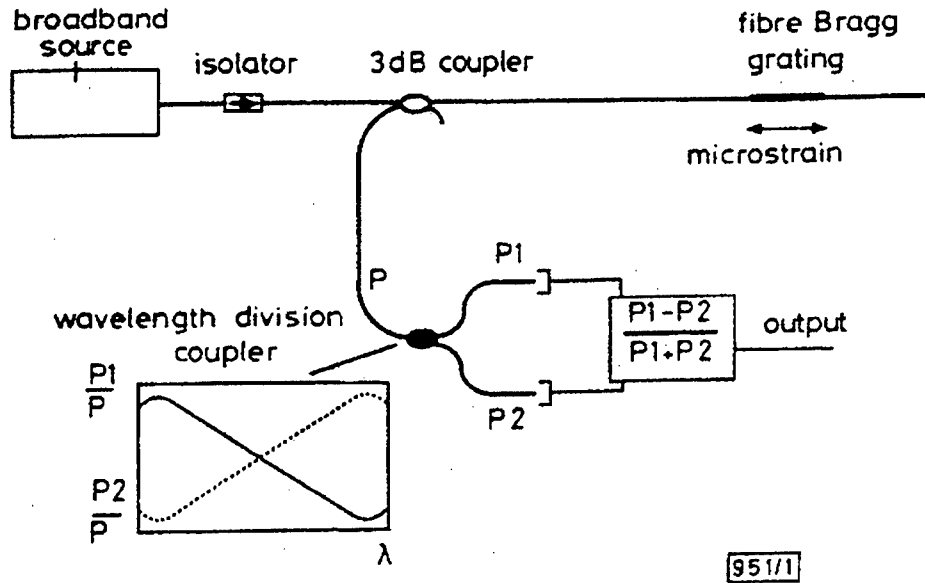 broadband
source
isolator
3dB coupler
fibre Bragg
grating
microstrain
P
P1
P2
wavelength division
coupler
P1-P2
P1+P2
output
P1
P
P2
P
λ
951/1